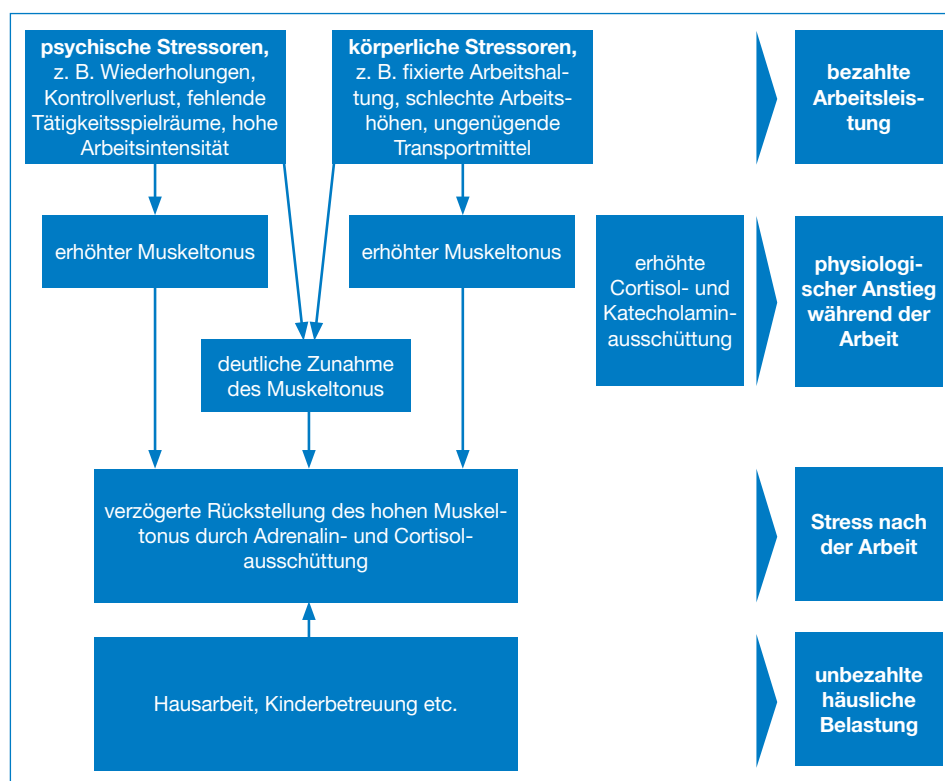 psychische Stressoren,
z. B. Wiederholungen,
Kontrollverlust, fehlende
Tätigkeitsspielräume, hohe
Arbeitsintensität
körperliche Stressoren,
z. B. fixierte Arbeitshal-
tung, schlechte Arbeits-
höhen, ungenügende
Transportmittel
bezahlte
Arbeitsleis-
tung
erhöhter Muskeltonus
erhöhter Muskeltonus
erhöhte
Cortisol- und
Katecholamin-
ausschüttung
physiologi-
scher Anstieg
während der
Arbeit
deutliche Zunahme
des Muskeltonus
verzögerte Rückstellung des hohen Muskel-
tonus durch Adrenalin- und Cortisol-
ausschüttung
Stress nach
der Arbeit
Hausarbeit, Kinderbetreuung etc.
unbezahlte
häusliche
Belastung